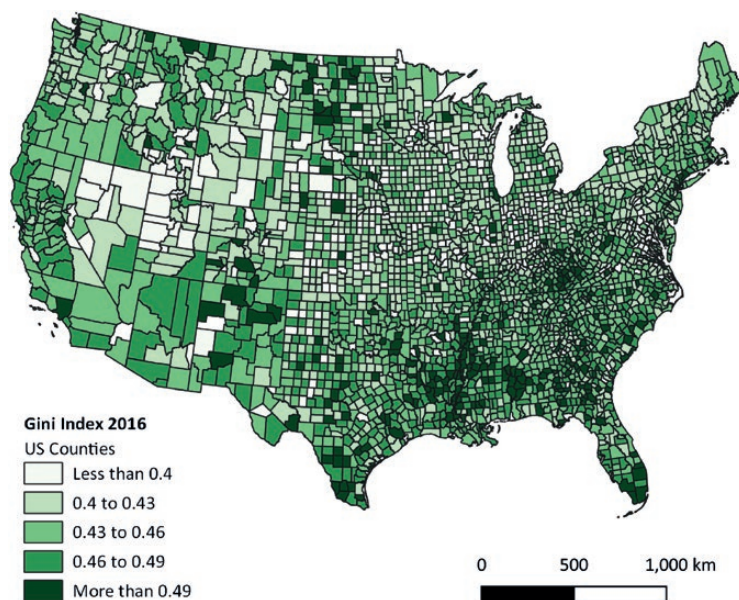 Gini Index 2016
US Counties
Less than 0.4
0.4 to 0.43
0.43 to 0.46
0.46 to 0.49
More than 0.49
0 500 1,000 km